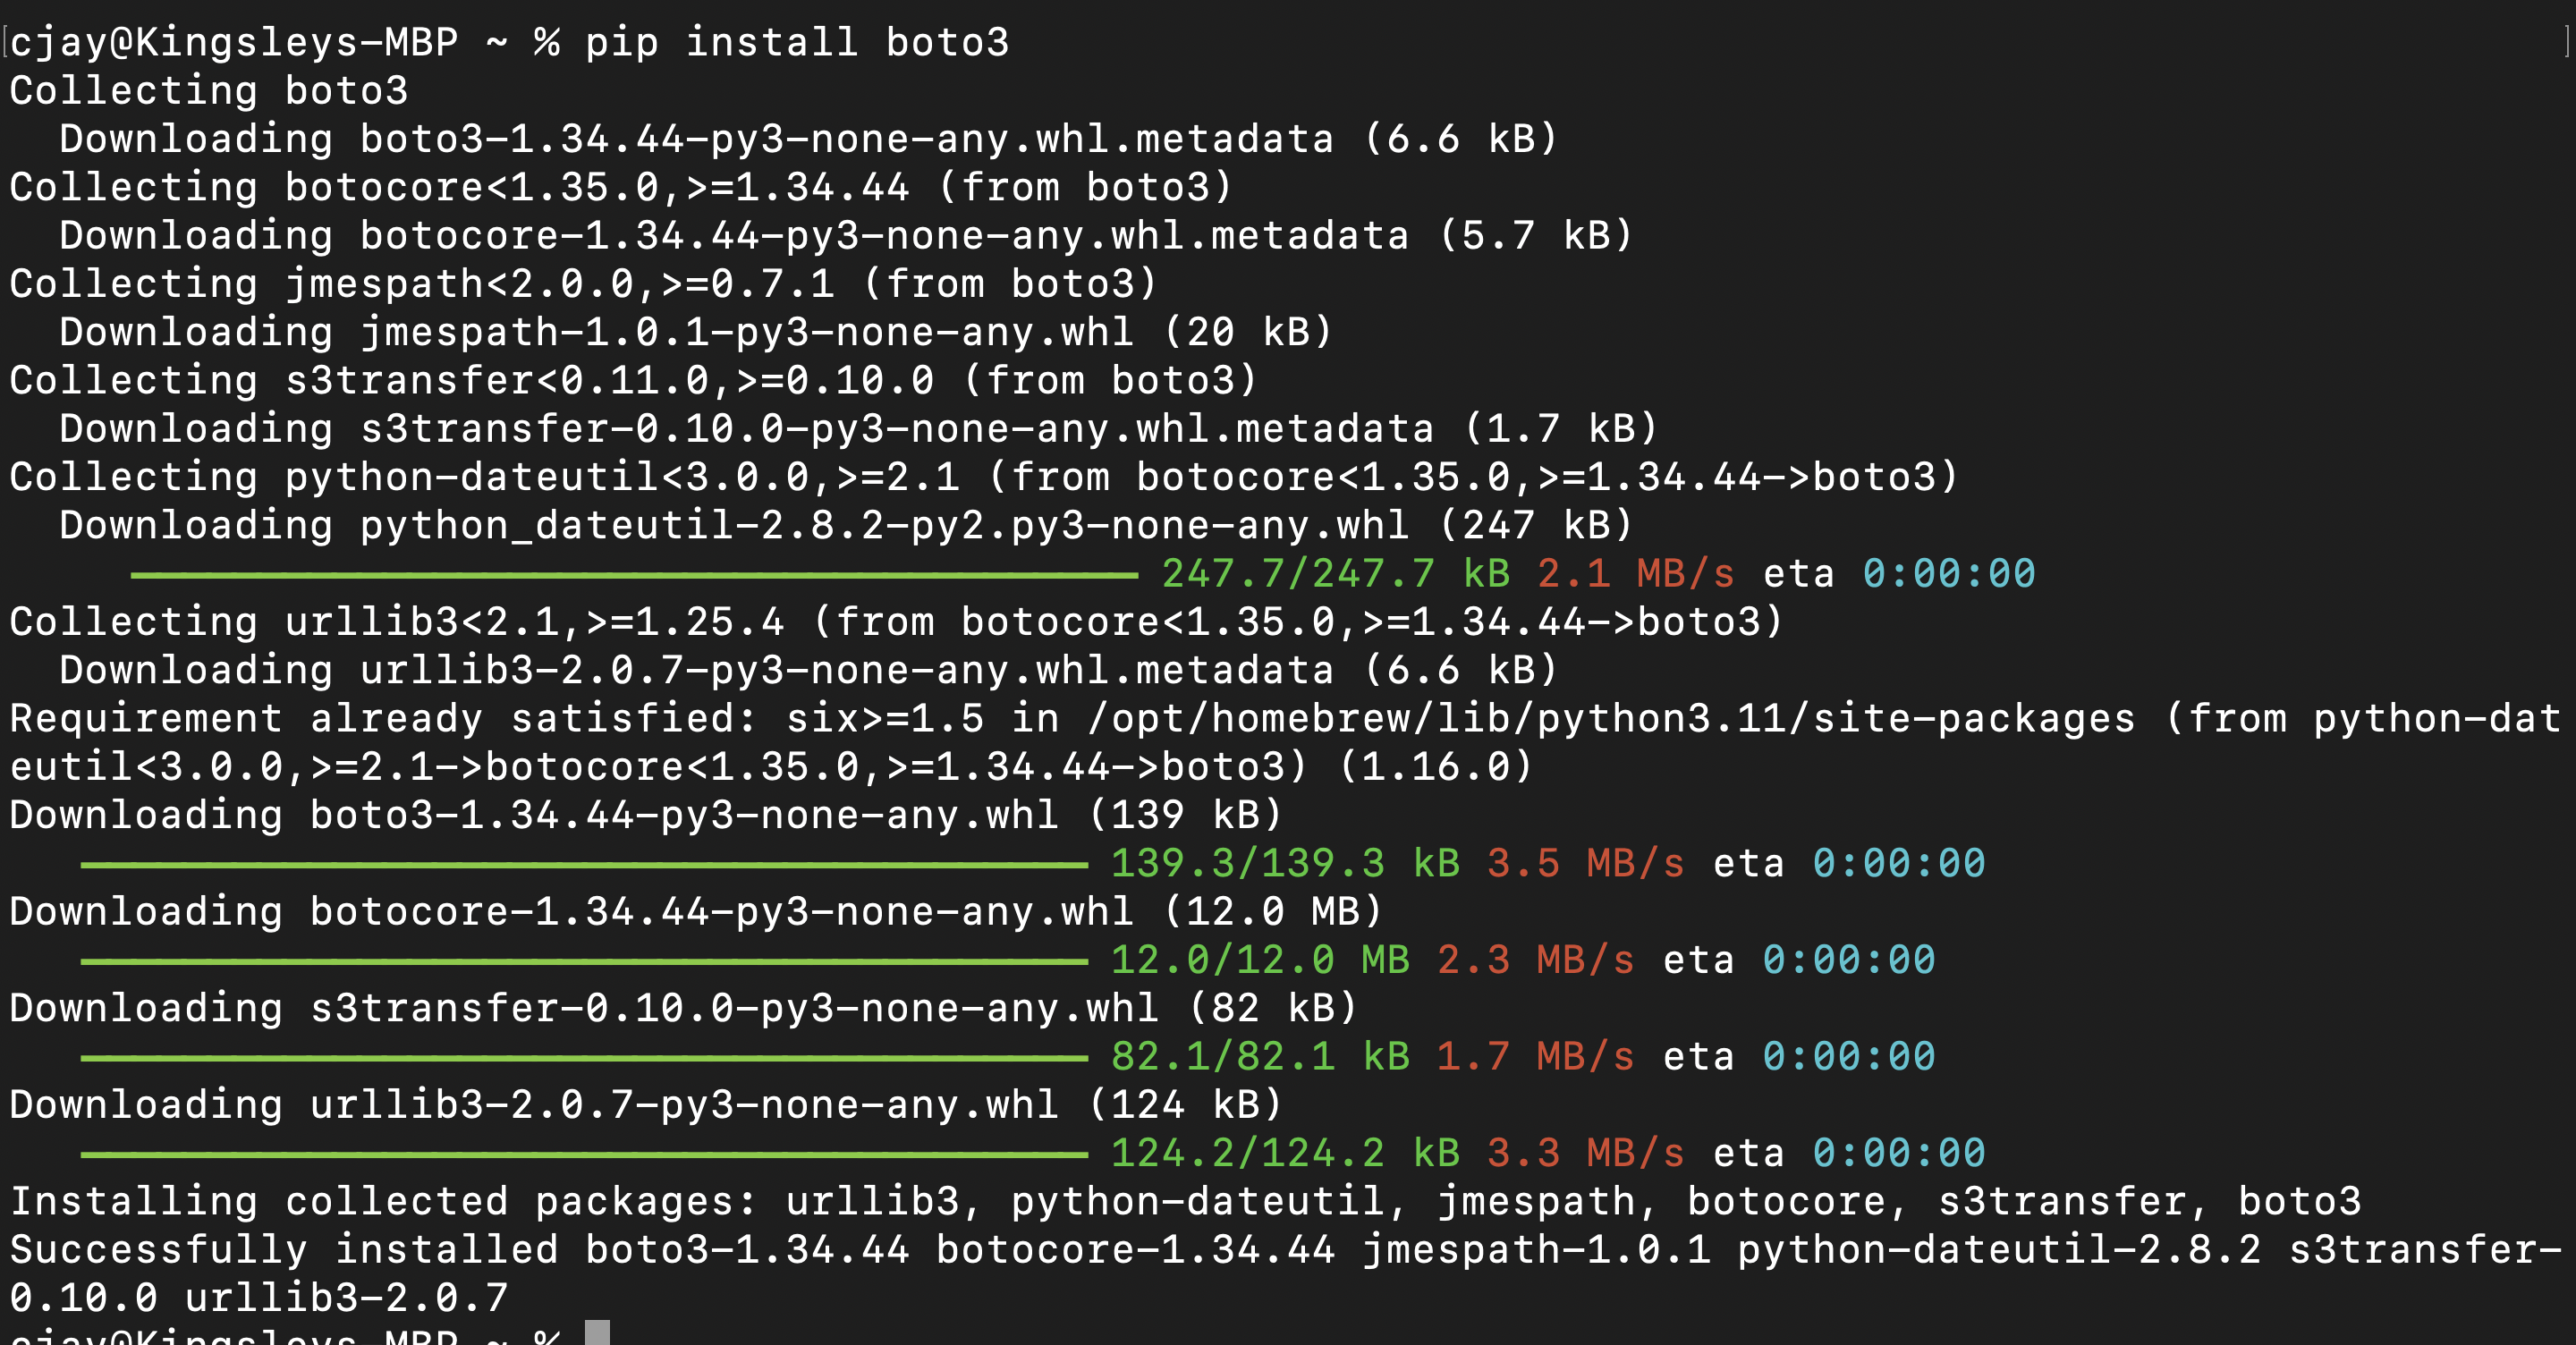 [cjay@Kingsleys-MBP ~ % pip install boto3 ]
Collecting boto3
  Downloading boto3-1.34.44-py3-none-any.whl.metadata (6.6 kB)
Collecting botocore<1.35.0,>=1.34.44 (from boto3)
  Downloading botocore-1.34.44-py3-none-any.whl.metadata (5.7 kB)
Collecting jmespath<2.0.0,>=0.7.1 (from boto3)
  Downloading jmespath-1.0.1-py3-none-any.whl (20 kB)
Collecting s3transfer<0.11.0,>=0.10.0 (from boto3)
  Downloading s3transfer-0.10.0-py3-none-any.whl.metadata (1.7 kB)
Collecting python-dateutil<3.0.0,>=2.1 (from botocore<1.35.0,>=1.34.44->boto3)
  Downloading python_dateutil-2.8.2-py2.py3-none-any.whl (247 kB)
247.7/247.7 kB 2.1 MB/s eta 0:00:00
Collecting urllib3<2.1,>=1.25.4 (from botocore<1.35.0,>=1.34.44->boto3)
  Downloading urllib3-2.0.7-py3-none-any.whl.metadata (6.6 kB)
Requirement already satisfied: six>=1.5 in /opt/homebrew/lib/python3.11/site-packages (from python-dat
eutil<3.0.0,>=2.1->botocore<1.35.0,>=1.34.44->boto3) (1.16.0)
Downloading boto3-1.34.44-py3-none-any.whl (139 kB)
139.3/139.3 kB 3.5 MB/s eta 0:00:00
Downloading botocore-1.34.44-py3-none-any.whl (12.0 MB)
12.0/12.0 MB 2.3 MB/s eta 0:00:00
Downloading s3transfer-0.10.0-py3-none-any.whl (82 kB)
82.1/82.1 kB 1.7 MB/s eta 0:00:00
Downloading urllib3-2.0.7-py3-none-any.whl (124 kB)
124.2/124.2 kB 3.3 MB/s eta 0:00:00
Installing collected packages: urllib3, python-dateutil, jmespath, botocore, s3transfer, boto3
Successfully installed boto3-1.34.44 botocore-1.34.44 jmespath-1.0.1 python-dateutil-2.8.2 s3transfer-
0.10.0 urllib3-2.0.7
cjay@Kingsleys-MBP ~ %